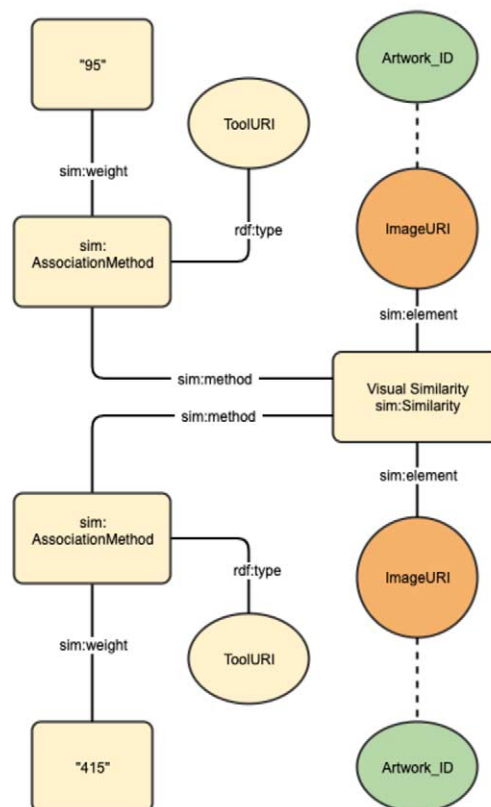 "95"
Artwork_ID
ToolURI
sim:weight
sim:
AssociationMethod
rdf:type
ImageURI
sim:element
sim:method
Visual Similarity
sim:Similarity
sim:method
sim:element
sim:
AssociationMethod
rdf:type
ImageURI
sim:weight
ToolURI
"415"
Artwork_ID